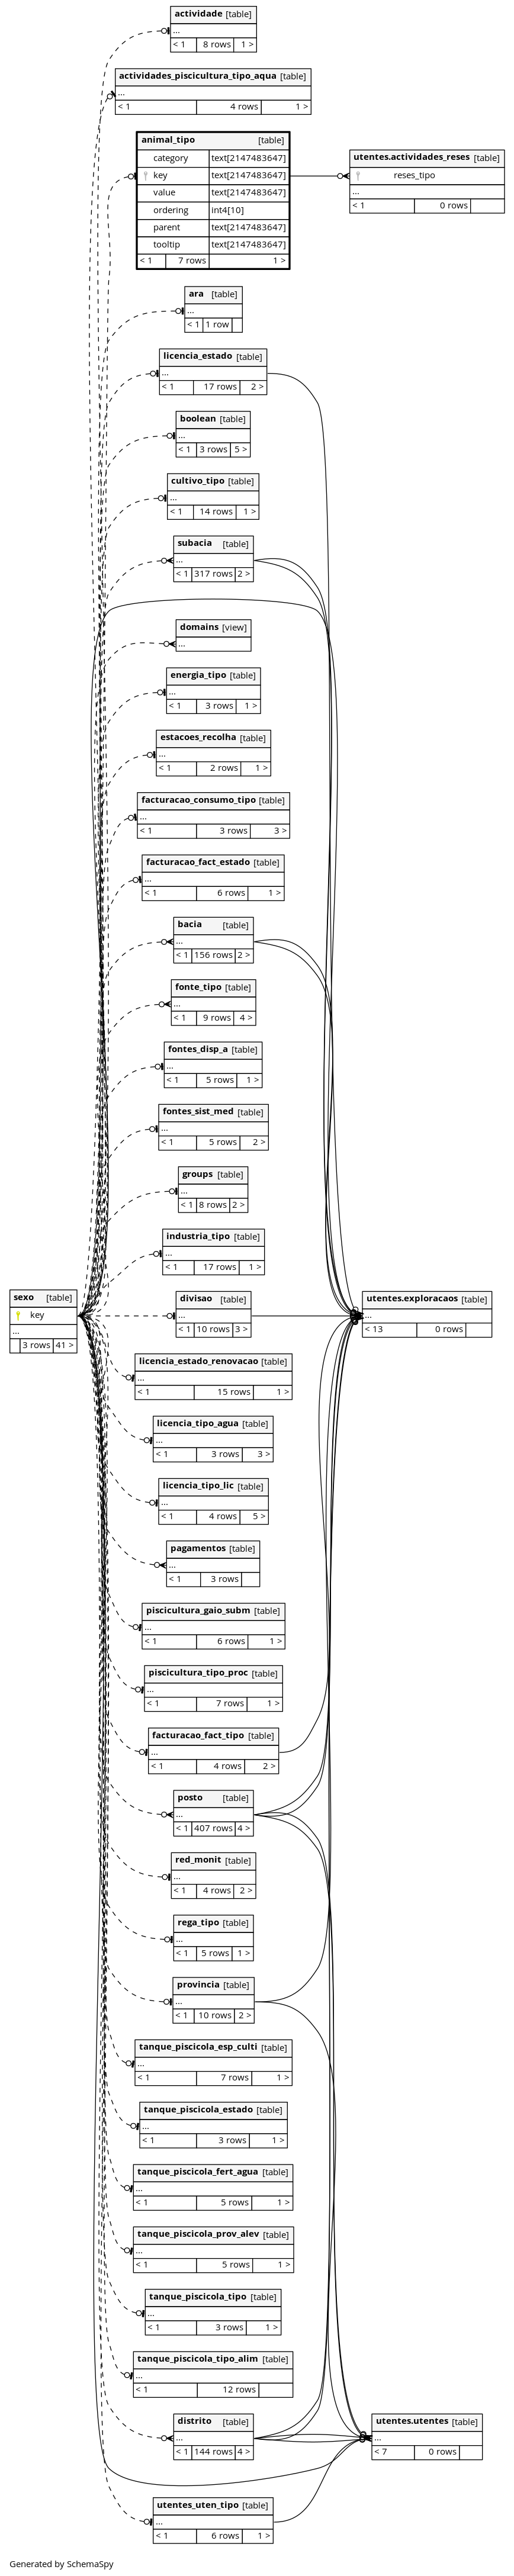 actividade [table]
...
< 1 8 rows 1 >
actividades_piscicultura_tipo_aqua [table]
...
< 1 4 rows 1 >
animal_tipo [table]
category text[2147483647]
key text[2147483647]
value text[2147483647]
ordering int4[10]
parent text[2147483647]
tooltip text[2147483647]
< 1 7 rows 1 >
utentes.actividades_reses [table]
reses_tipo
...
< 1 0 rows
ara [table]
...
< 1 1 row
licencia_estado [table]
...
< 1 17 rows 2 >
boolean [table]
...
< 1 3 rows 5 >
cultivo_tipo [table]
...
< 1 14 rows 1 >
subacia [table]
...
< 1 317 rows 2 >
domains [view]
...
energia_tipo [table]
...
< 1 3 rows 1 >
estacoes_recolha [table]
...
< 1 2 rows 1 >
facturacao_consumo_tipo [table]
...
< 1 3 rows 3 >
facturacao_fact_estado [table]
...
< 1 6 rows 1 >
bacia [table]
...
< 1 156 rows 2 >
fonte_tipo [table]
...
< 1 9 rows 4 >
fontes_disp_a [table]
...
< 1 5 rows 1 >
fontes_sist_med [table]
...
< 1 5 rows 2 >
groups [table]
...
< 1 8 rows 2 >
industria_tipo [table]
...
< 1 17 rows 1 >
sexo [table]
key
...
3 rows 41 >
divisao [table]
...
< 1 10 rows 3 >
utentes.exploracaos [table]
...
< 13 0 rows
licencia_estado_renovacao [table]
...
< 1 15 rows 1 >
licencia_tipo_agua [table]
...
< 1 3 rows 3 >
licencia_tipo_lic [table]
...
< 1 4 rows 5 >
pagamentos [table]
...
< 1 3 rows
piscicultura_gaio_subm [table]
...
< 1 6 rows 1 >
piscicultura_tipo_proc [table]
...
< 1 7 rows 1 >
facturacao_fact_tipo [table]
...
< 1 4 rows 2 >
posto [table]
...
< 1 407 rows 4 >
red_monit [table]
...
< 1 4 rows 2 >
rega_tipo [table]
...
< 1 5 rows 1 >
provincia [table]
...
< 1 10 rows 2 >
tanque_piscicola_esp_culti [table]
...
< 1 7 rows 1 >
tanque_piscicola_estado [table]
...
< 1 3 rows 1 >
tanque_piscicola_fert_agua [table]
...
< 1 5 rows 1 >
tanque_piscicola_prov_alev [table]
...
< 1 5 rows 1 >
tanque_piscicola_tipo [table]
...
< 1 3 rows 1 >
tanque_piscicola_tipo_alim [table]
...
< 1 12 rows
distrito [table]
...
< 1 144 rows 4 >
utentes.utentes [table]
...
< 7 0 rows
utentes_uten_tipo [table]
...
< 1 6 rows 1 >
Generated by SchemaSpy